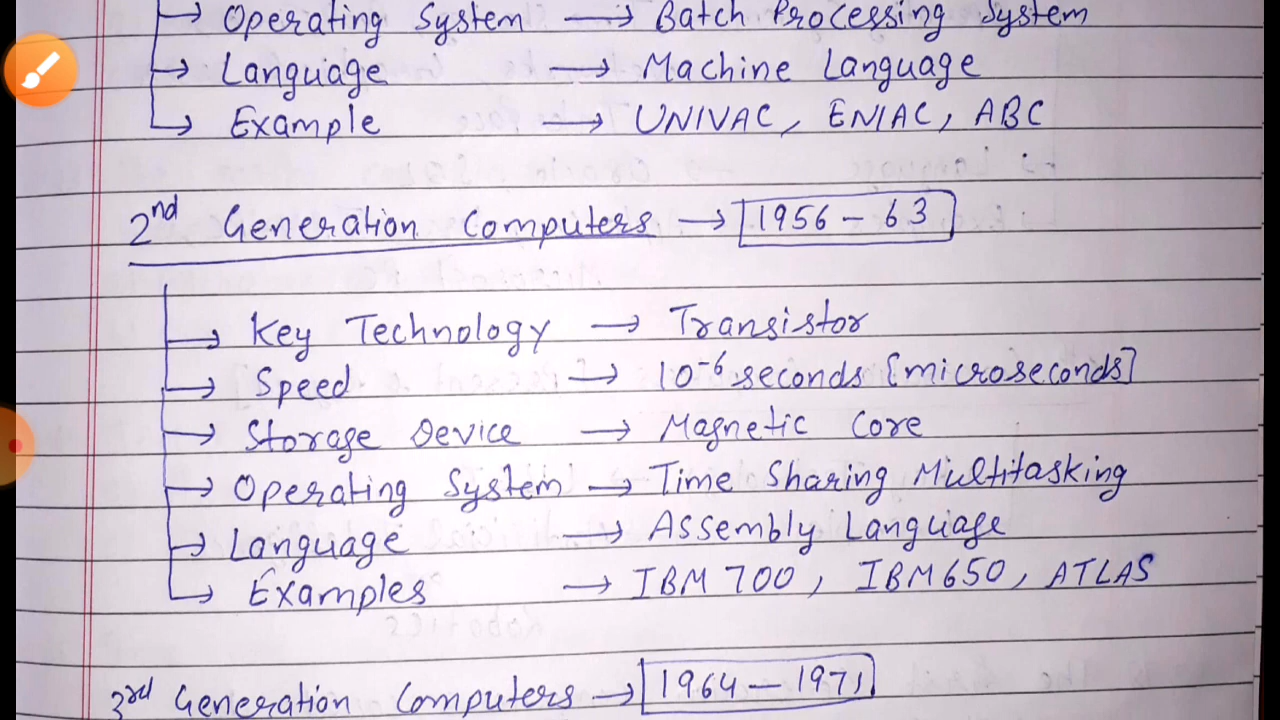 Operating System → Batch Processing System
Language → Machine Language
Example → UNIVAC, ENIAC, ABC
2nd Generation Computers → 1956 - 63
Key Technology → Transistor
Speed → 10-6 seconds [microseconds]
Storage Device → Magnetic Core
Operating System → Time Sharing Multitasking
Language → Assembly Language
Examples → IBM 700, IBM650, ATLAS
3rd Generation Computers → 1964 - 1971